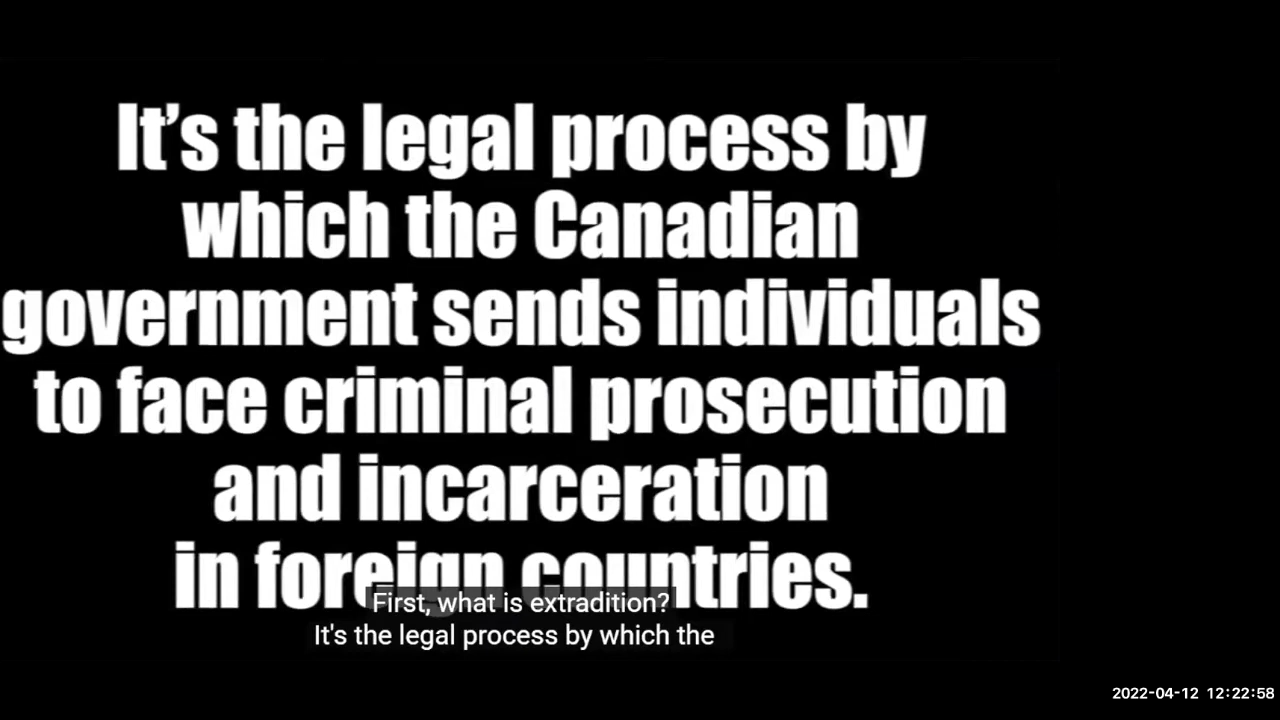 It’s the legal process by
which the Canadian
government sends individuals
to face criminal prosecution
and incarceration
in foreign countries.
First, what is extradition?
It's the legal process by which the
2022-04-12 12:22:58